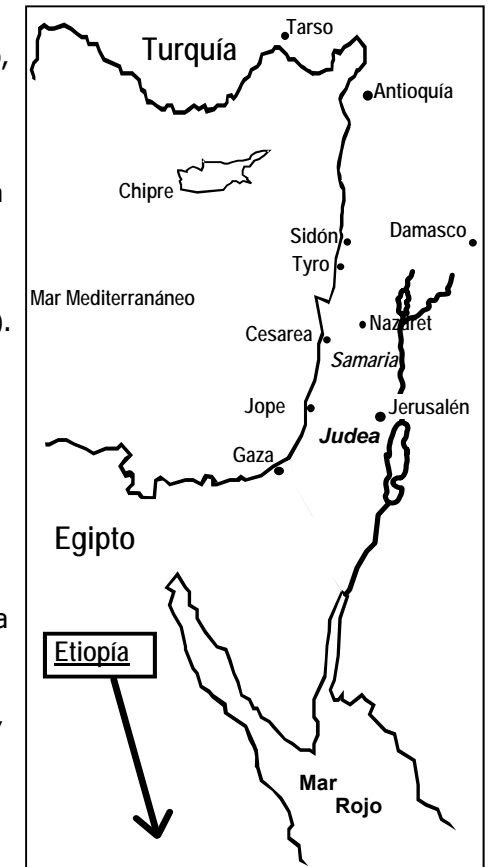 Tarso
Turquía
Antioquía
Chipre
Sidón
Damasco
Tyro
Mar Mediterranáneo
Nazaret
Cesarea
Samaria
Jope
Jerusalén
Judea
Gaza
Egipto
Etiopía
Mar
Rojo